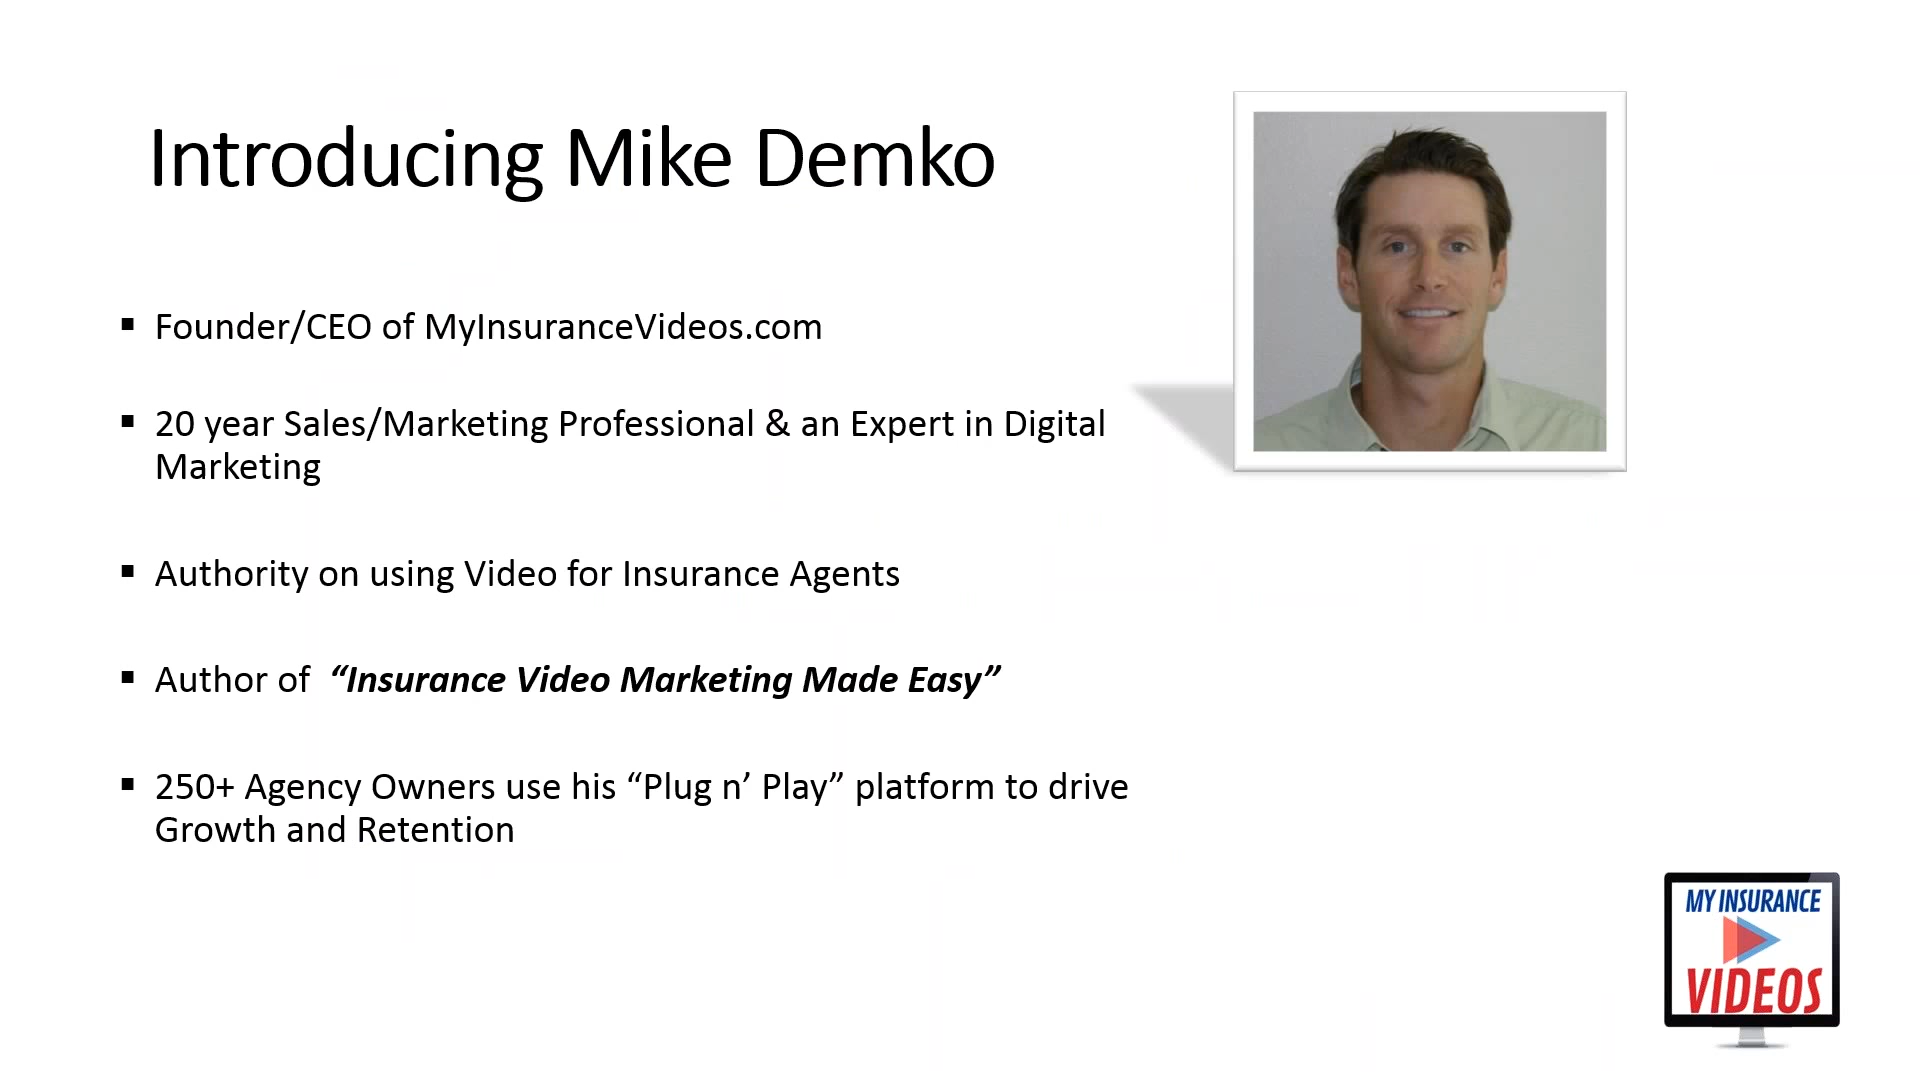 Introducing Mike Demko
▪ Founder/CEO of MyInsuranceVideos.com
▪ 20 year Sales/Marketing Professional & an Expert in Digital
Marketing
▪ Authority on using Video for Insurance Agents
▪ Author of “Insurance Video Marketing Made Easy”
▪ 250+ Agency Owners use his “Plug n’ Play” platform to drive
Growth and Retention
MY INSURANCE
VIDEOS